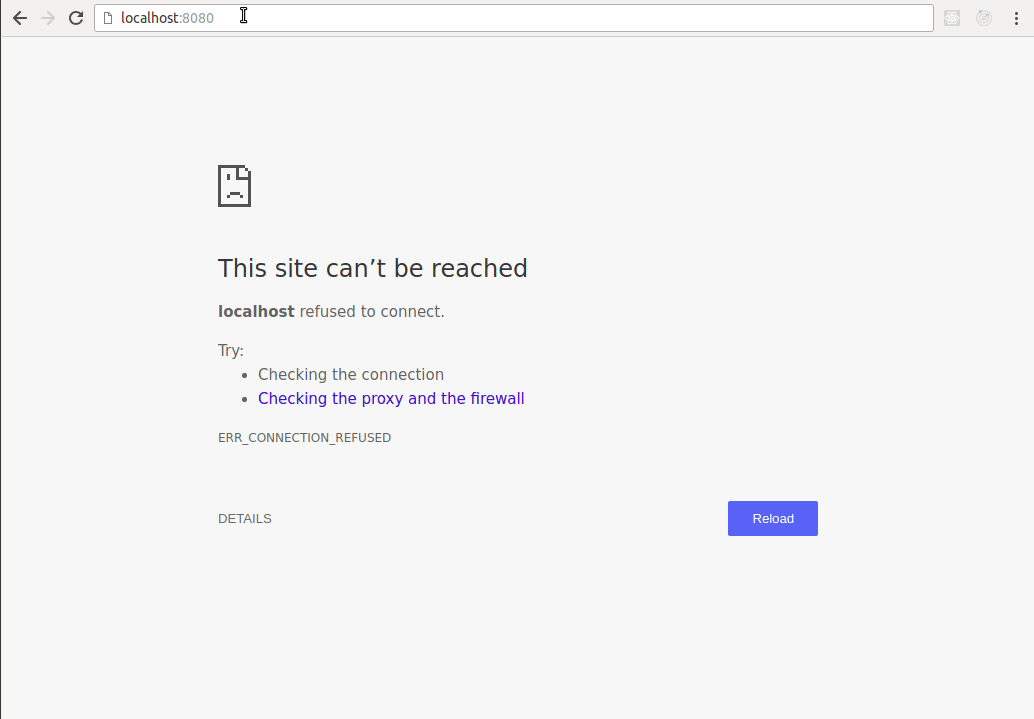 localhost:8080
This site can’t be reached
localhost refused to connect.
Try:
Checking the connection
Checking the proxy and the firewall
ERR_CONNECTION_REFUSED
DETAILS
Reload